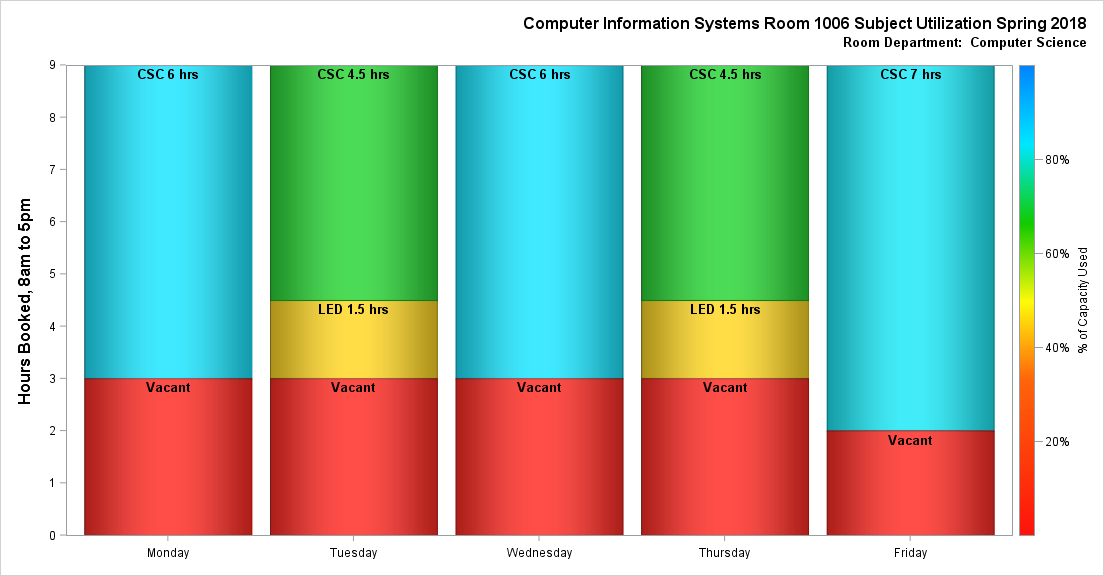 Computer Information Systems Room 1006 Subject Utilization Spring 2018
Room Department:  Computer Science
Hours Booked, 8am to 5pm
9
8
7
6
5
4
3
2
1
0
CSC 6 hrs
Vacant
CSC 4.5 hrs
LED 1.5 hrs
Vacant
CSC 6 hrs
Vacant
CSC 4.5 hrs
LED 1.5 hrs
Vacant
CSC 7 hrs
Vacant
Monday
Tuesday
Wednesday
Thursday
Friday
80%
60%
40%
20%
% of Capacity Used